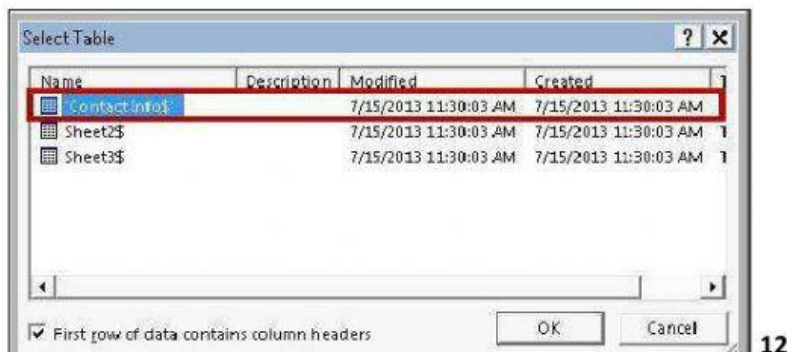 Select Table
Name Description Modified Created T
'Contact Info$' 7/15/2013 11:30:03 AM 7/15/2013 11:30:03 AM
Sheet2$ 7/15/2013 11:30:03 AM 7/15/2013 11:30:03 AM T
Sheet3$ 7/15/2013 11:30:03 AM 7/15/2013 11:30:03 AM T
First row of data contains column headers OK Cancel
12